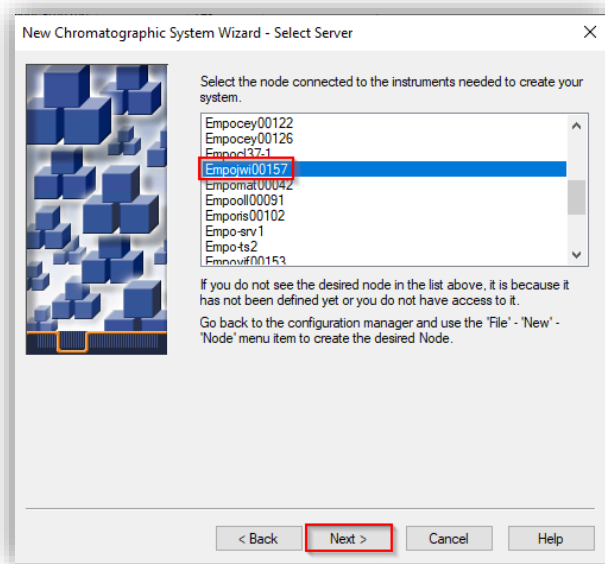 New Chromatographic System Wizard - Select Server
Select the node connected to the instruments needed to create your
system.
Empocey00122
Empocey00126
Empocl37-1
Empojwi00157
Empomat00042
Empooll00091
Emporis00102
Empo-srv1
Empo-ts2
Empoyif00153
If you do not see the desired node in the list above, it is because it
has not been defined yet or you do not have access to it.
Go back to the configuration manager and use the 'File' - 'New' -
'Node' menu item to create the desired Node.
< Back Next > Cancel Help